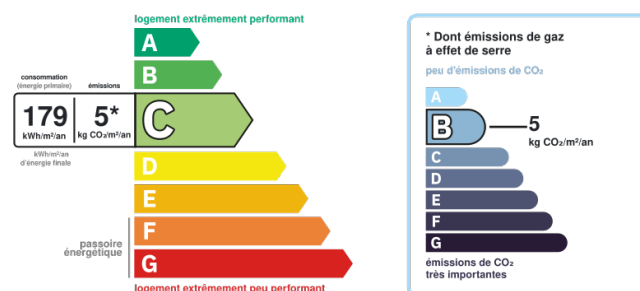 logement extrêmement performant
A
B
consommation
(énergie primaire)
émissions
179
kWh/m²/an
5*
kg CO₂/m²/an
C
kWh/m²/an
d'énergie finale
D
E
F
G
passoire
énergétique
logement extrêmement peu performant
* Dont émissions de gaz
à effet de serre
peu d'émissions de CO₂
A
B
5
kg CO₂/m²/an
C
D
E
F
G
émissions de CO₂
très importantes